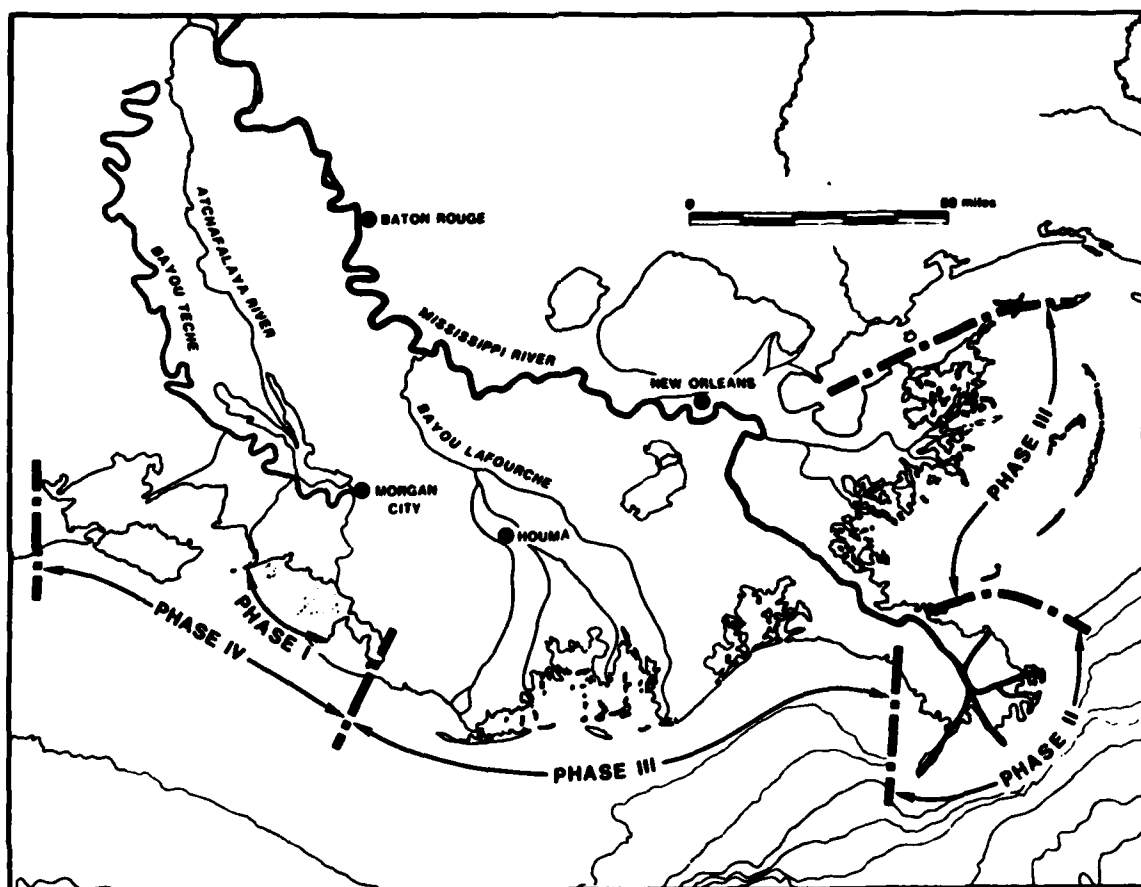 ATCHAFALAYA RIVER
BATON ROUGE
0
miles
BAYOU TECHE
MISSISSIPPI RIVER
NEW ORLEANS
BAYOU LAFOURCHE
PHASE III
MORGAN
CITY
HOUMA
PHASE I
PHASE IV
PHASE III
PHASE II